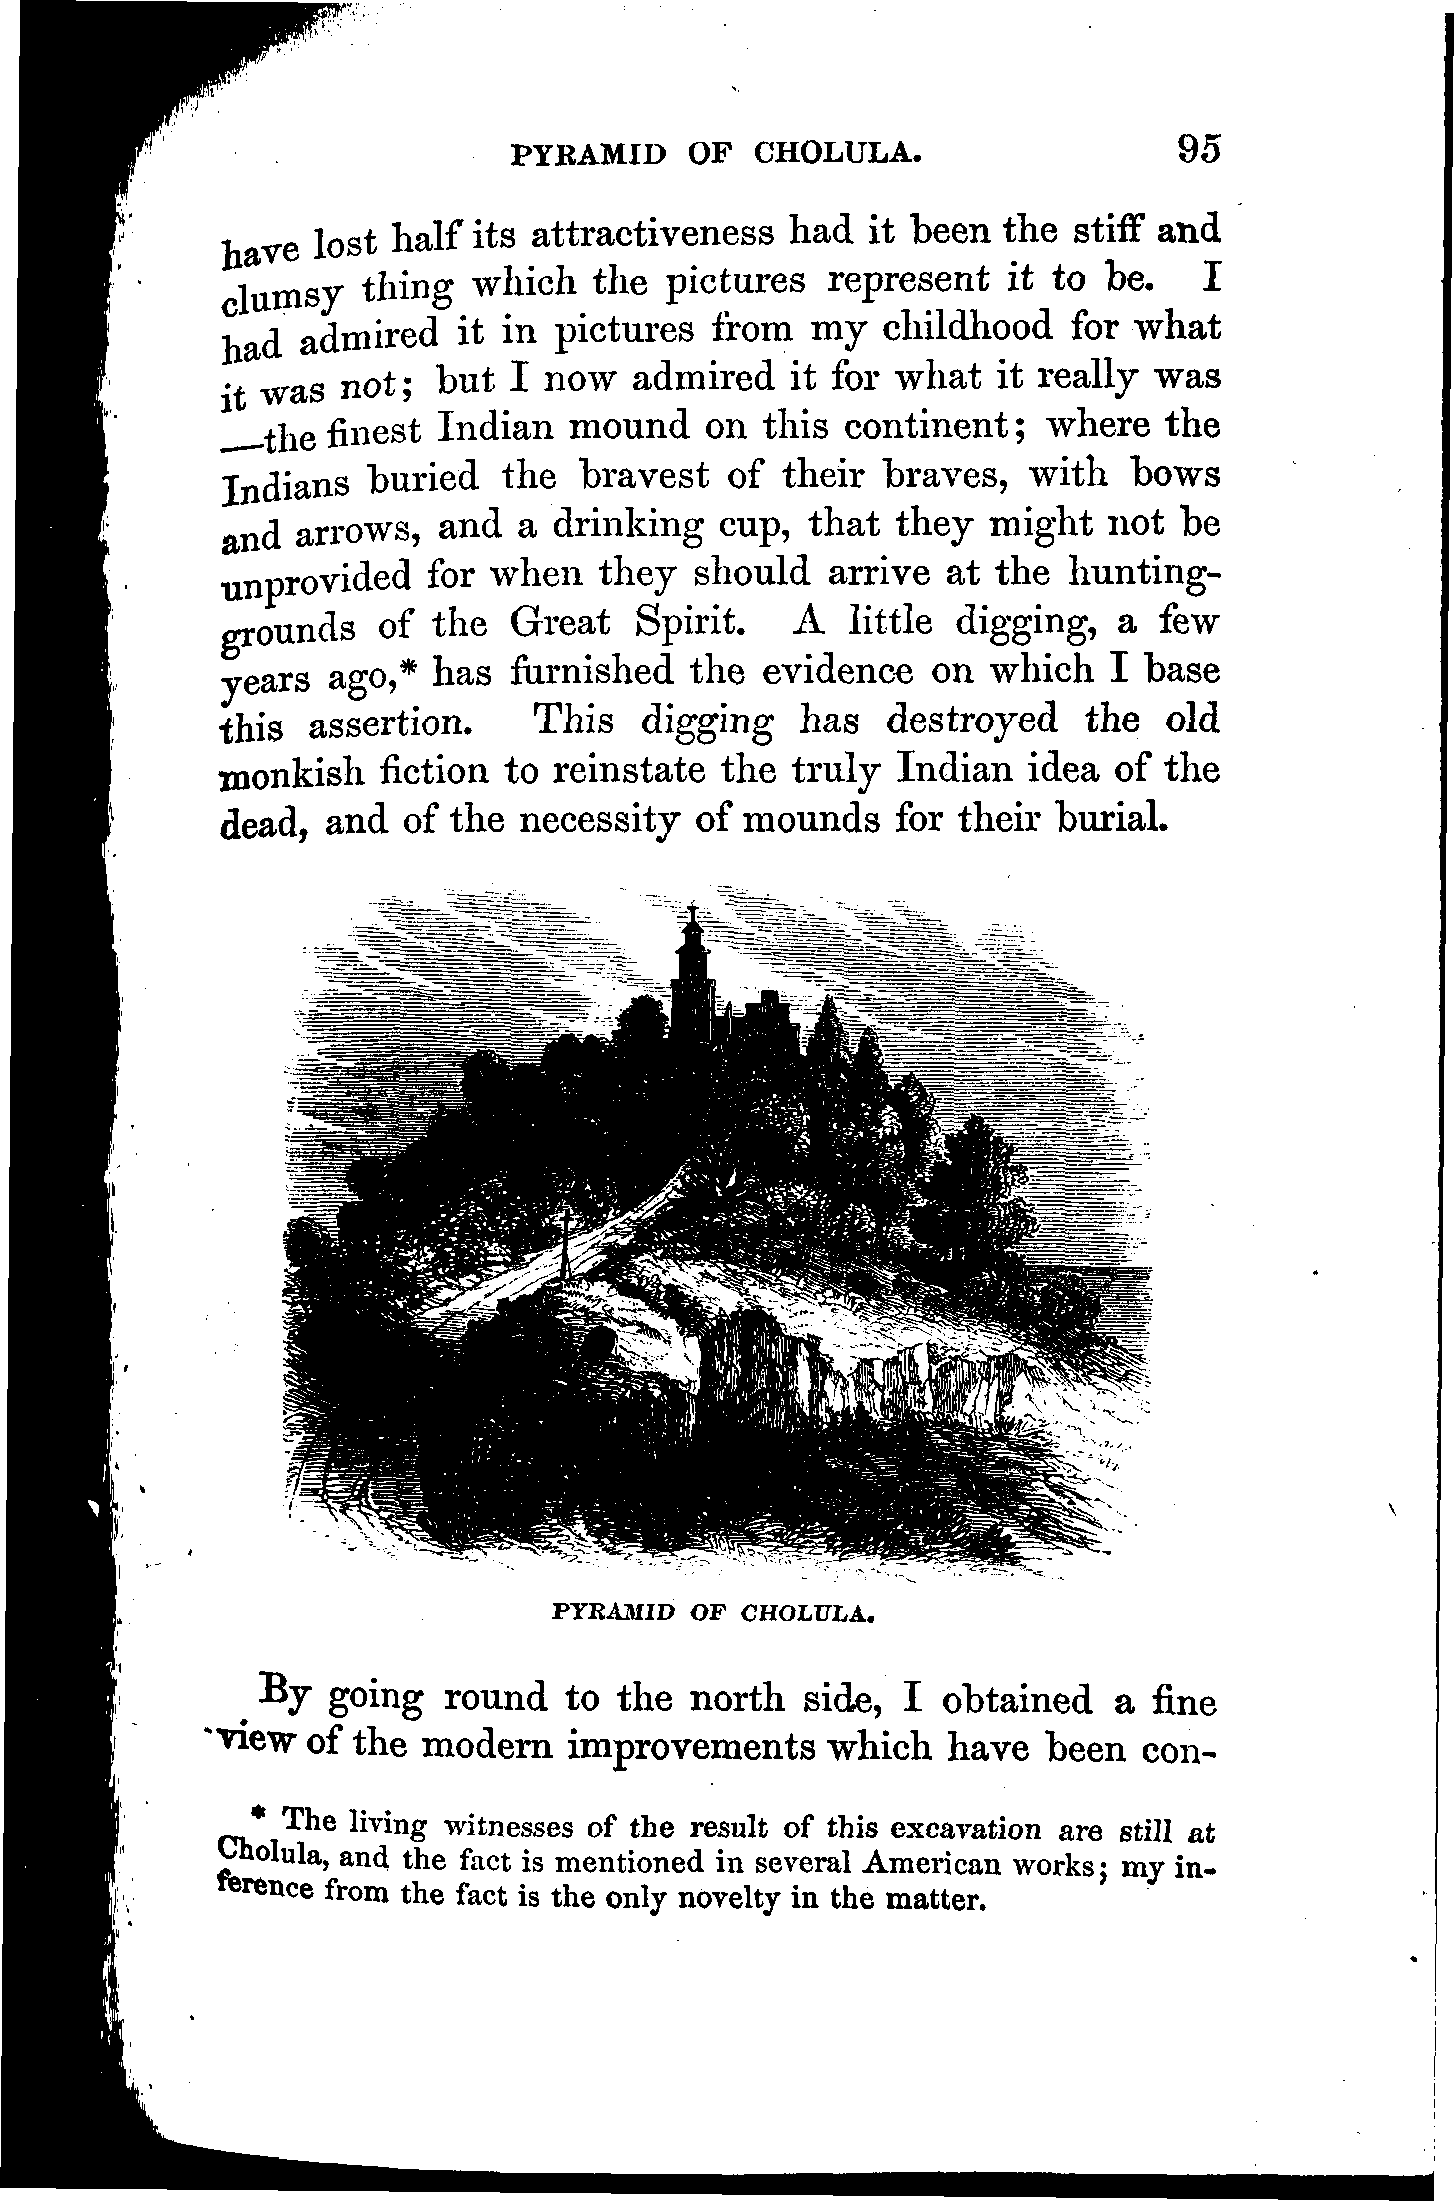 PYRAMID OF CHOLULA. 95
have lost half its attractiveness had it been the stiff and
clumsy thing which the pictures represent it to be. I
had admired it in pictures from my childhood for what
it was not; but I now admired it for what it really was
—the finest Indian mound on this continent; where the
Indians buried the bravest of their braves, with bows
and arrows, and a drinking cup, that they might not be
unprovided for when they should arrive at the hunting-
grounds of the Great Spirit. A little digging, a few
years ago,* has furnished the evidence on which I base
this assertion. This digging has destroyed the old
monkish fiction to reinstate the truly Indian idea of the
dead, and of the necessity of mounds for their burial.
PYRAMID OF CHOLULA.
By going round to the north side, I obtained a fine
view of the modern improvements which have been con-
* The living witnesses of the result of this excavation are still at
Cholula, and the fact is mentioned in several American works; my in-
ference from the fact is the only novelty in the matter.